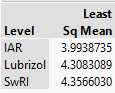 Least
Level Sq Mean
IAR 3.9938735
Lubrizol 4.3083089
SwRI 4.3566030